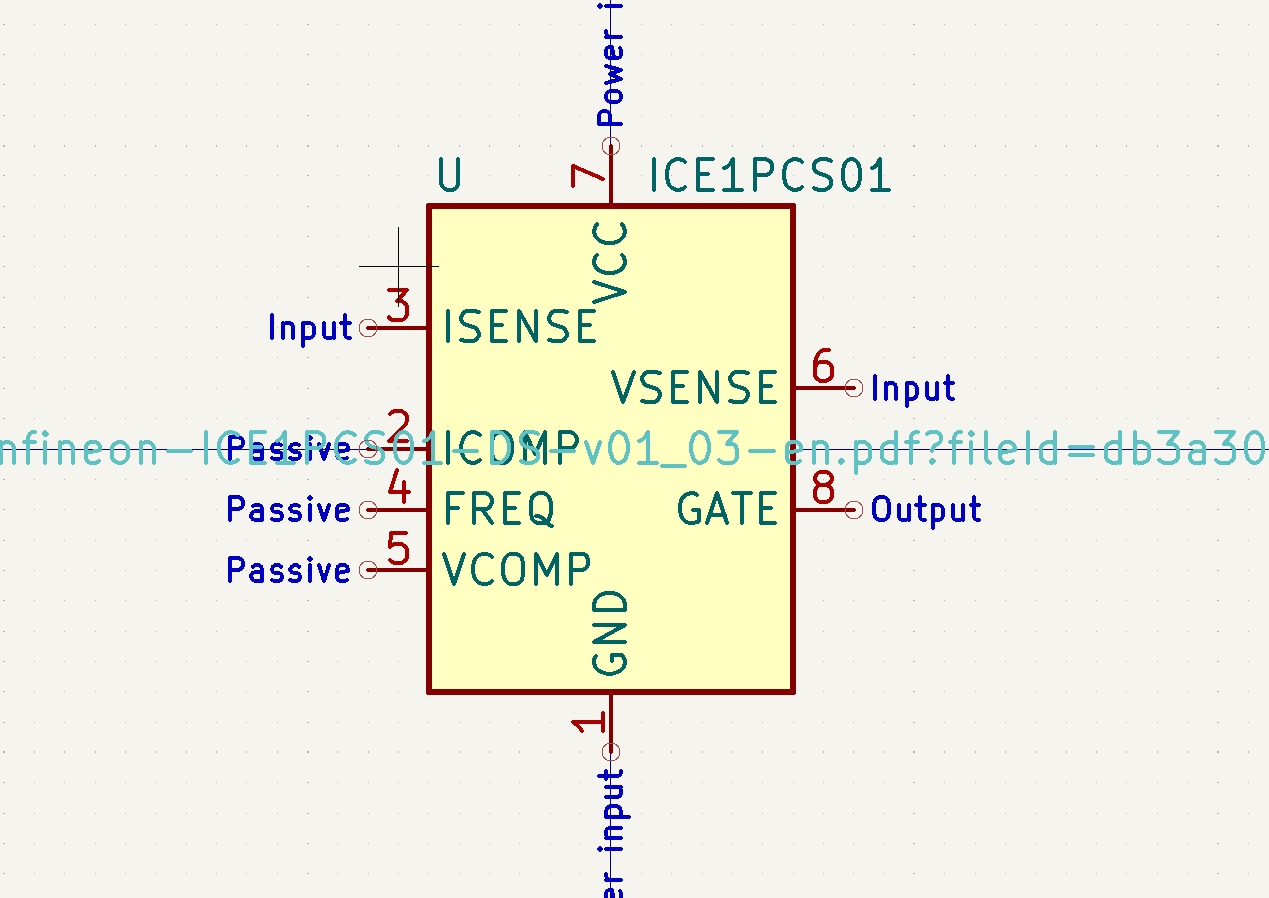 Power i
U
7
ICE1PCS01
VCC
3
Input
ISENSE
6
VSENSE
Input
2
Passive
ICOMP
nfineon-ICE1PCS01-DS-v01_03-en.pdf?fileId=db3a30
4
Passive
FREQ
8
GATE
Output
5
Passive
VCOMP
GND
1
er input